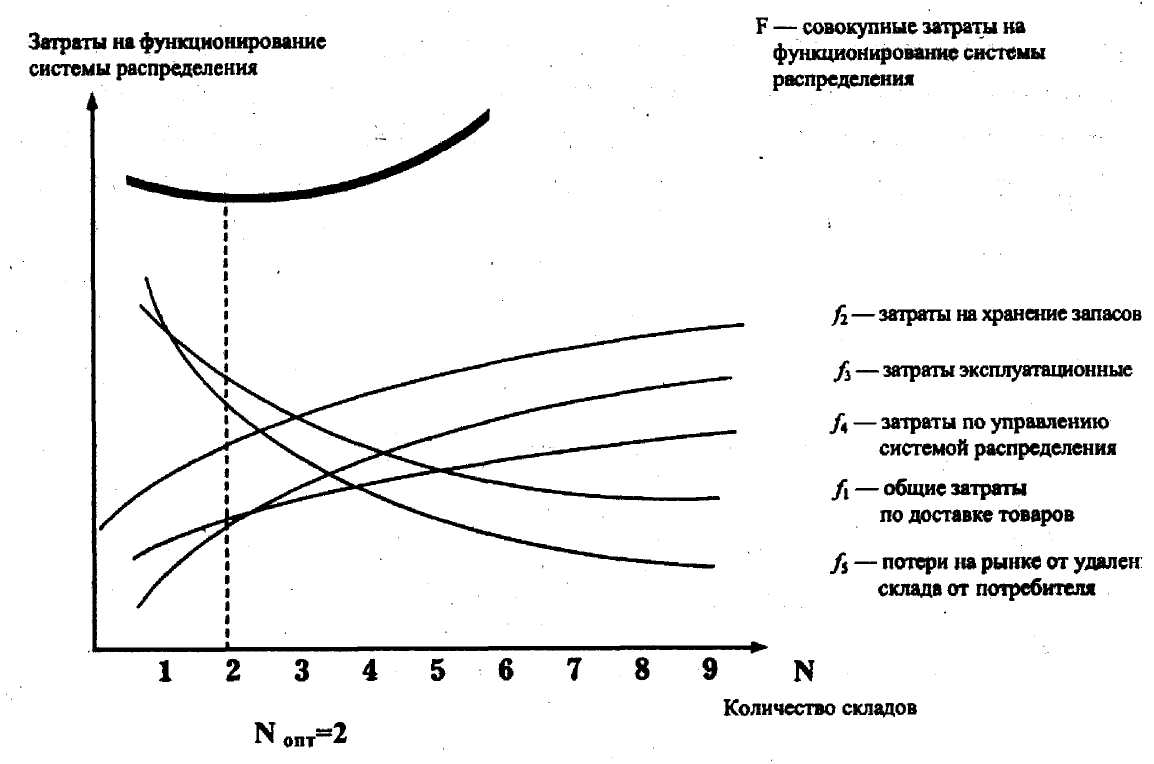 Затраты на функционирование
системы распределения
F — совокупные затраты на
функционирование системы
распределения
f2 — затраты на хранение запасов
f3 — затраты эксплуатационные
f4 — затраты по управлению
системой распределения
f1 — общие затраты
по доставке товаров
f5 — потери на рынке от удален
склада от потребителя
1 2 3 4 5 6 7 8 9 N
Количество складов
N опт=2